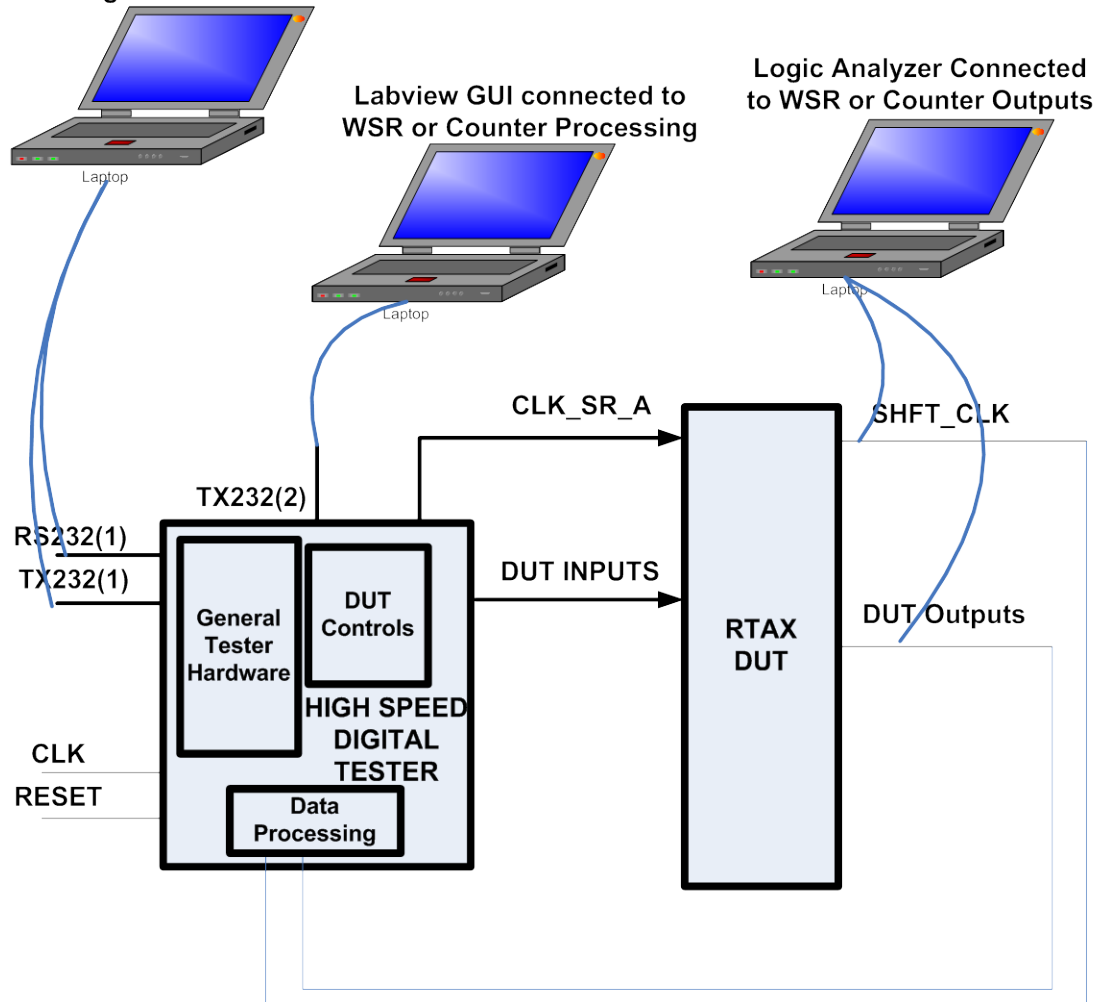 Labview GUI connected to
WSR or Counter Processing
Logic Analyzer Connected
to WSR or Counter Outputs
Laptop
Laptop
Laptop
CLK_SR_A
SHFT_CLK
TX232(2)
RS232(1)
TX232(1)
DUT INPUTS
DUT Outputs
General
Tester
Hardware
DUT
Controls
RTAX
DUT
HIGH SPEED
DIGITAL
TESTER
CLK
RESET
Data
Processing